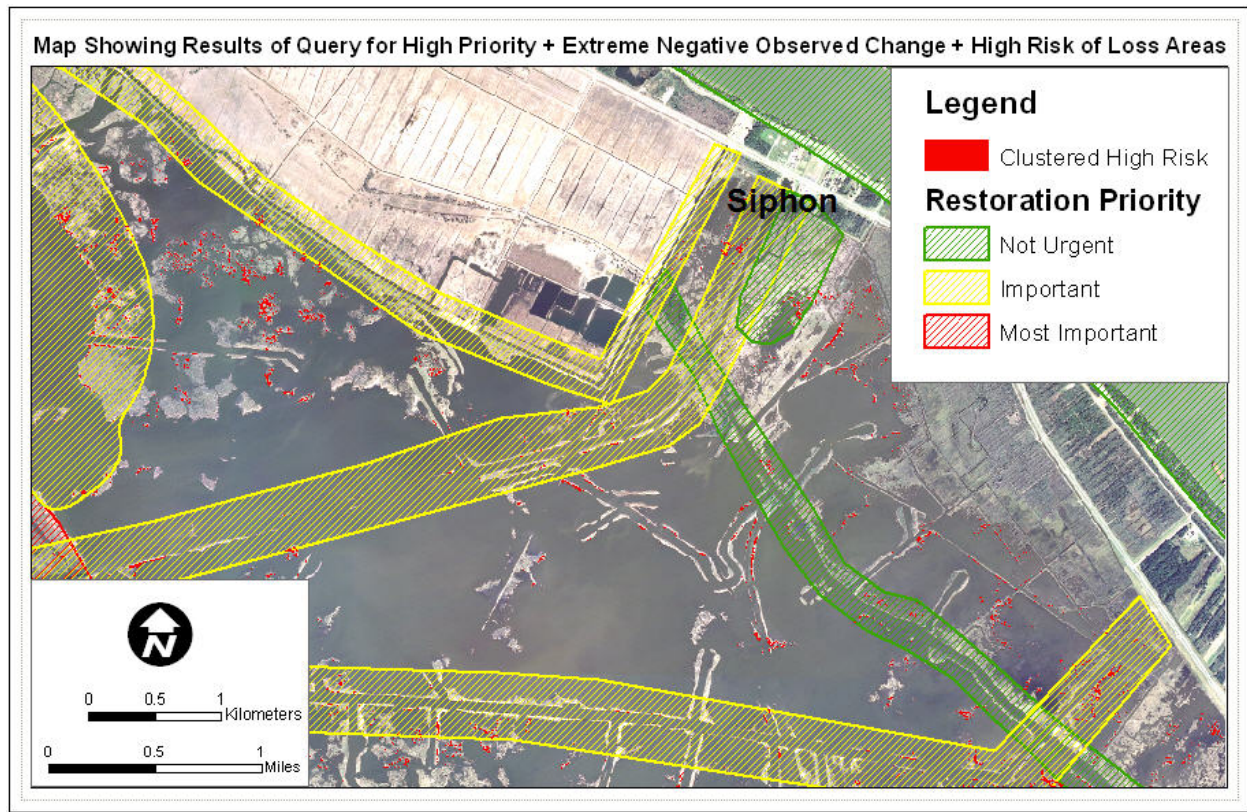 Map Showing Results of Query for High Priority + Extreme Negative Observed Change + High Risk of Loss Areas
Legend
Clustered High Risk
Restoration Priority
Not Urgent
Important
Most Important
Siphon
N
0 0.5 1
Kilometers
0 0.5 1
Miles